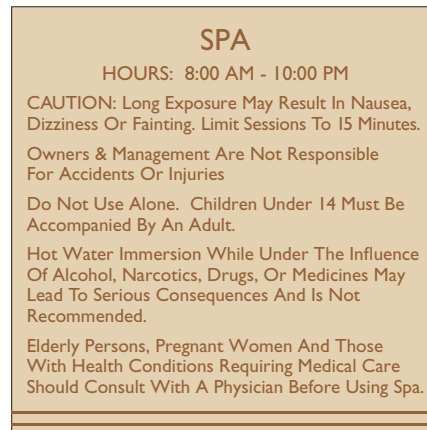 SPA
HOURS: 8:00 AM - 10:00 PM
CAUTION: Long Exposure May Result In Nausea,
Dizziness Or Fainting. Limit Sessions To 15 Minutes.
Owners & Management Are Not Responsible
For Accidents Or Injuries
Do Not Use Alone. Children Under 14 Must Be
Accompanied By An Adult.
Hot Water Immersion While Under The Influence
Of Alcohol, Narcotics, Drugs, Or Medicines May
Lead To Serious Consequences And Is Not
Recommended.
Elderly Persons, Pregnant Women And Those
With Health Conditions Requiring Medical Care
Should Consult With A Physician Before Using Spa.